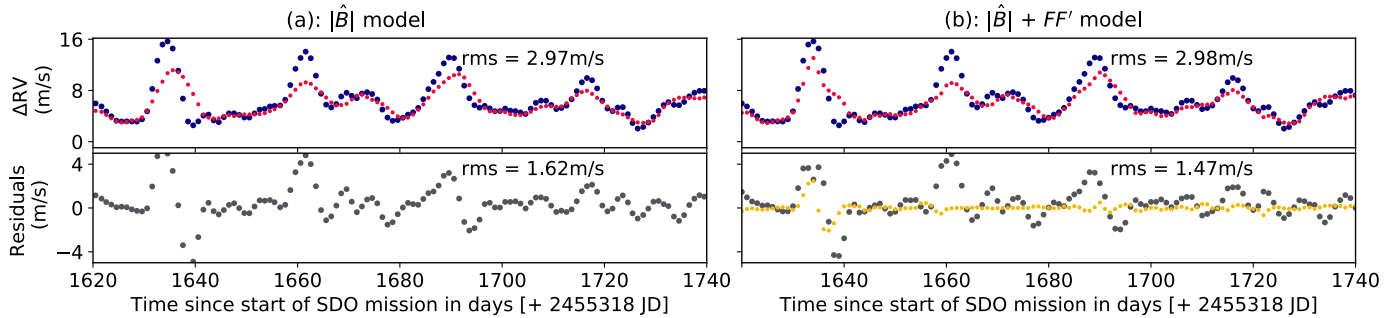 (a): |B̂| model
(b): |B̂| + FF′ model
16
8
0
ΔRV
(m/s)
rms = 2.97m/s
rms = 2.98m/s
4
0
−4
Residuals
(m/s)
rms = 1.62m/s
rms = 1.47m/s
1620 1640 1660 1680 1700 1720 1740
1640 1660 1680 1700 1720 1740
Time since start of SDO mission in days [+ 2455318 JD]
Time since start of SDO mission in days [+ 2455318 JD]